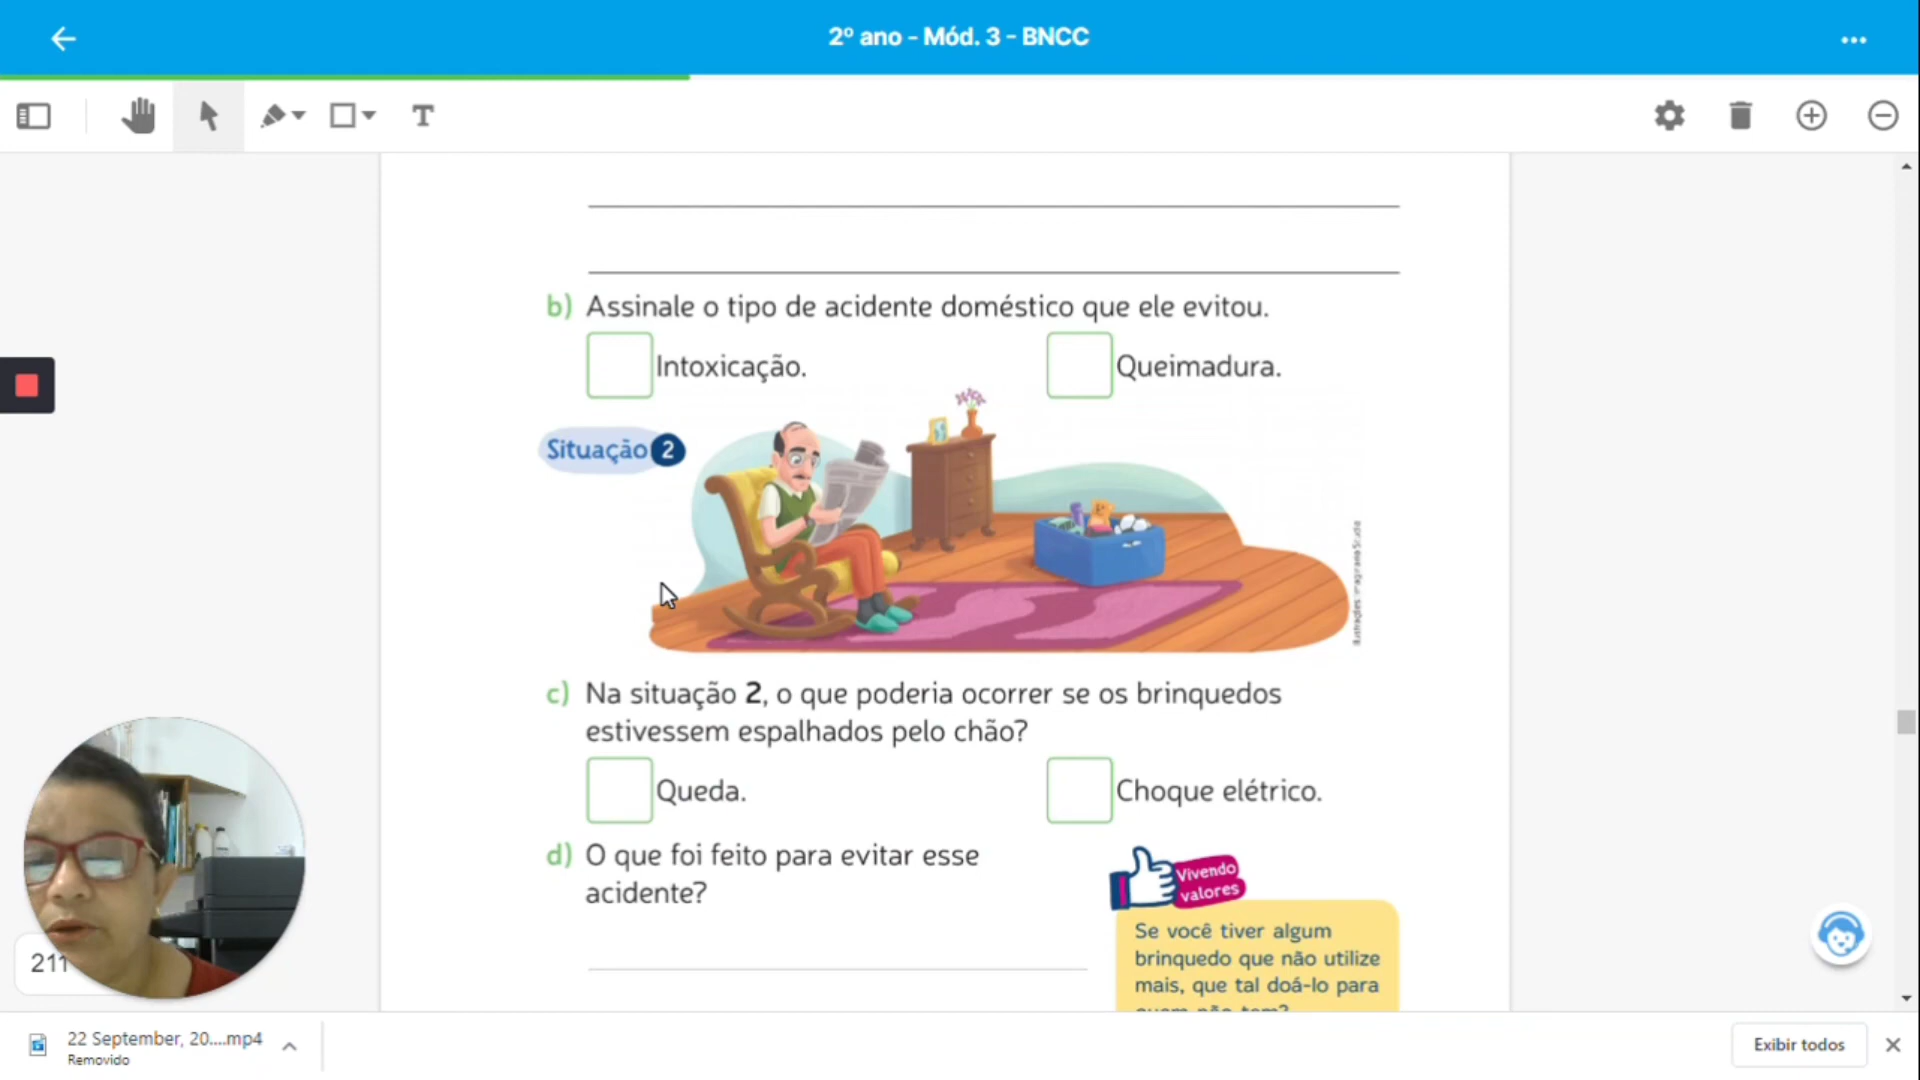 2º ano - Mód. 3 - BNCC
T
b) Assinale o tipo de acidente doméstico que ele evitou.
Intoxicação.
Queimadura.
Situação 2
c) Na situação 2, o que poderia ocorrer se os brinquedos
estivessem espalhados pelo chão?
Queda.
Choque elétrico.
d) O que foi feito para evitar esse
acidente?
Vivendo
valores
Se você tiver algum
brinquedo que não utilize
mais, que tal doá-lo para
quem não tem?
211
22 September, 20....mp4
Removido
Exibir todos